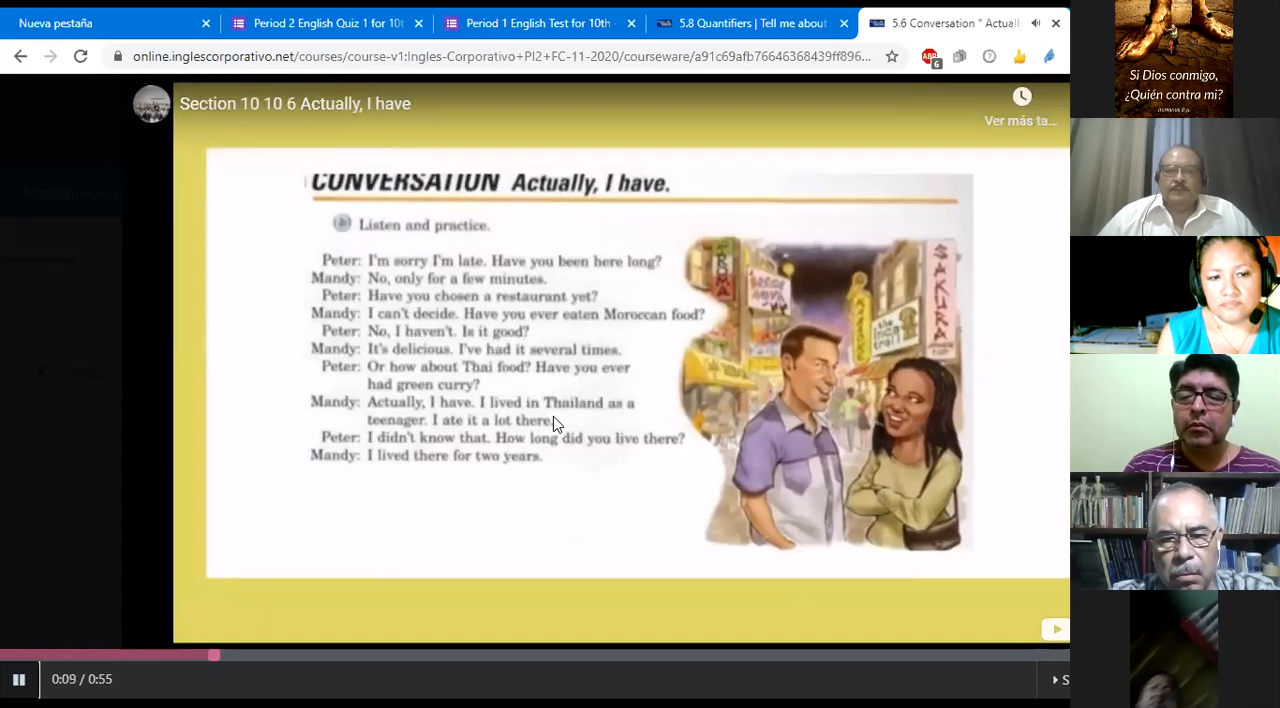 Nueva pestaña
Period 2 English Quiz 1 for 10t
Period 1 English Test for 10th
5.8 Quantifiers | Tell me about
5.6 Conversation " Actually
online.inglescorporativo.net/courses/course-v1:Ingles-Corporativo+PI2+FC-11-2020/courseware/a91c69afb76646368439ff896...
ABP
6
Section 10 10 6 Actually, I have
Ver más ta...
CONVERSATION Actually, I have.
Listen and practice.
Peter: I'm sorry I'm late. Have you been here long?
Mandy: No, only for a few minutes.
Peter: Have you chosen a restaurant yet?
Mandy: I can't decide. Have you ever eaten Moroccan food?
Peter: No, I haven't. Is it good?
Mandy: It's delicious. I've had it several times.
Peter: Or how about Thai food? Have you ever
had green curry?
Mandy: Actually, I have. I lived in Thailand as a
teenager. I ate it a lot there.
Peter: I didn't know that. How long did you live there?
Mandy: I lived there for two years.
ROMA
the
INCA
trail
SAKURA
0:09 / 0:55
S
Si Dios conmigo,
¿Quién contra mi?